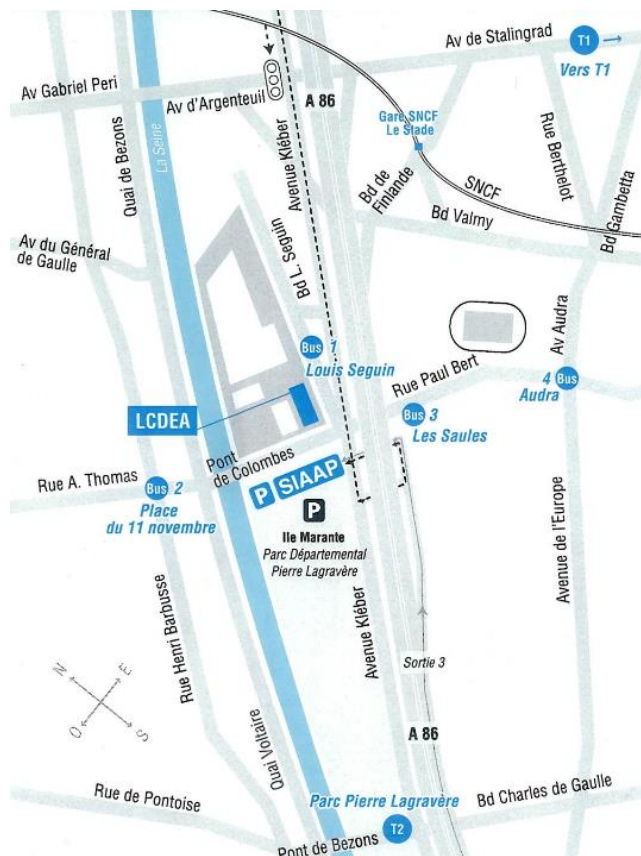 Av de Stalingrad
T1
Vers T1
Av Gabriel Peri
Av d'Argenteuil
A 86
Gare SNCF
Le Stade
Quai de Bezons
La Seine
Avenue Kléber
Bd de
Finlande
SNCF
Rue Berthelot
Bd Gambetta
Bd Valmy
Av du Général
de Gaulle
Bd L. Seguin
Bus 1
Louis Seguin
Av Audra
Rue Paul Bert
4 Bus
Audra
LCDEA
Bus 3
Les Saules
Pont
de Colombes
Rue A. Thomas
Bus 2
Place
du 11 novembre
P SIAAP
P
Ile Marante
Parc Départemental
Pierre Lagravère
Avenue de l'Europe
Rue Henri Barbusse
Avenue Kléber
Sortie 3
N
E
O
S
A 86
Quai Voltaire
Rue de Pontoise
Parc Pierre Lagravère
Bd Charles de Gaulle
T2
Pont de Bezons